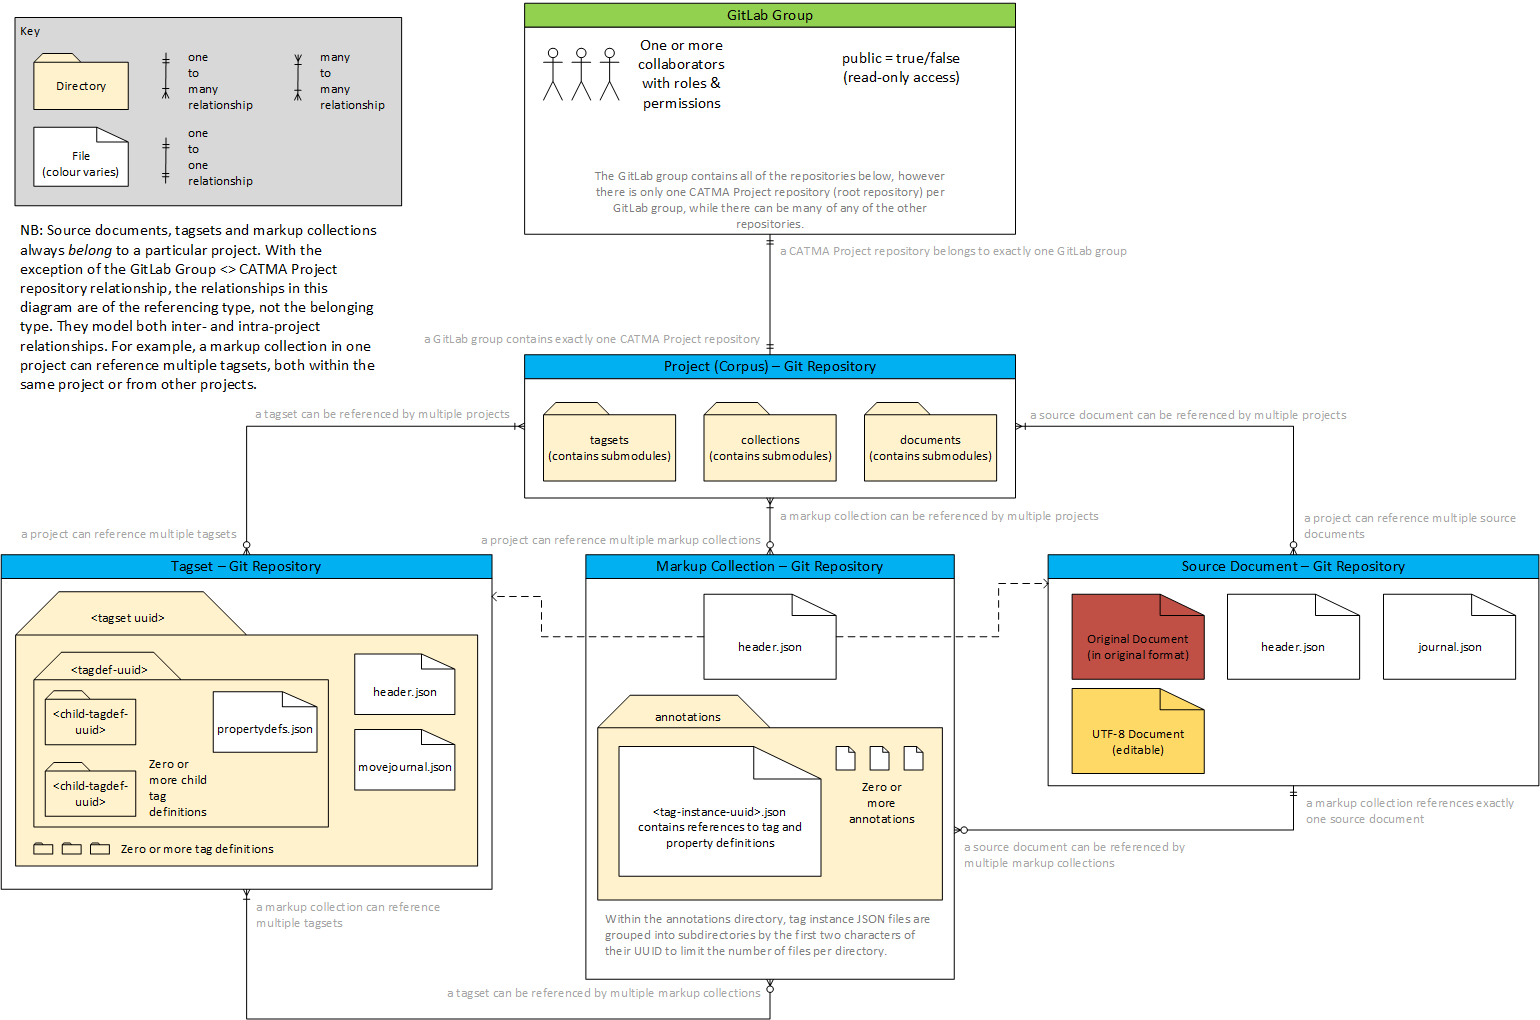 Key
Directory
one
to
many
relationship
many
to
many
relationship
File
(colour varies)
one
to
one
relationship
NB: Source documents, tagsets and markup collections
always belong to a particular project. With the
exception of the GitLab Group <> CATMA Project
repository relationship, the relationships in this
diagram are of the referencing type, not the belonging
type. They model both inter- and intra-project
relationships. For example, a markup collection in one
project can reference multiple tagsets, both within the
same project or from other projects.
GitLab Group
One or more
collaborators
with roles &
permissions
public = true/false
(read-only access)
The GitLab group contains all of the repositories below, however
there is only one CATMA Project repository (root repository) per
GitLab group, while there can be many of any of the other
repositories.
a CATMA Project repository belongs to exactly one GitLab group
a GitLab group contains exactly one CATMA Project repository
Project (Corpus) – Git Repository
tagsets
(contains submodules)
collections
(contains submodules)
documents
(contains submodules)
a tagset can be referenced by multiple projects
a source document can be referenced by multiple projects
a project can reference multiple tagsets
a markup collection can be referenced by multiple projects
a project can reference multiple markup collections
a project can reference multiple source
documents
Tagset – Git Repository
<tagset uuid>
<tagdef-uuid>
<child-tagdef-
uuid>
<child-tagdef-
uuid>
propertydefs.json
Zero or
more child
tag
definitions
header.json
movejournal.json
Zero or more tag definitions
Markup Collection – Git Repository
header.json
annotations
<tag-instance-uuid>.json
contains references to tag and
property definitions
Zero or
more
annotations
Within the annotations directory, tag instance JSON files are
grouped into subdirectories by the first two characters of
their UUID to limit the number of files per directory.
Source Document – Git Repository
Original Document
(in original format)
header.json
journal.json
UTF-8 Document
(editable)
a markup collection references exactly
one source document
a source document can be referenced by
multiple markup collections
a markup collection can reference
multiple tagsets
a tagset can be referenced by multiple markup collections